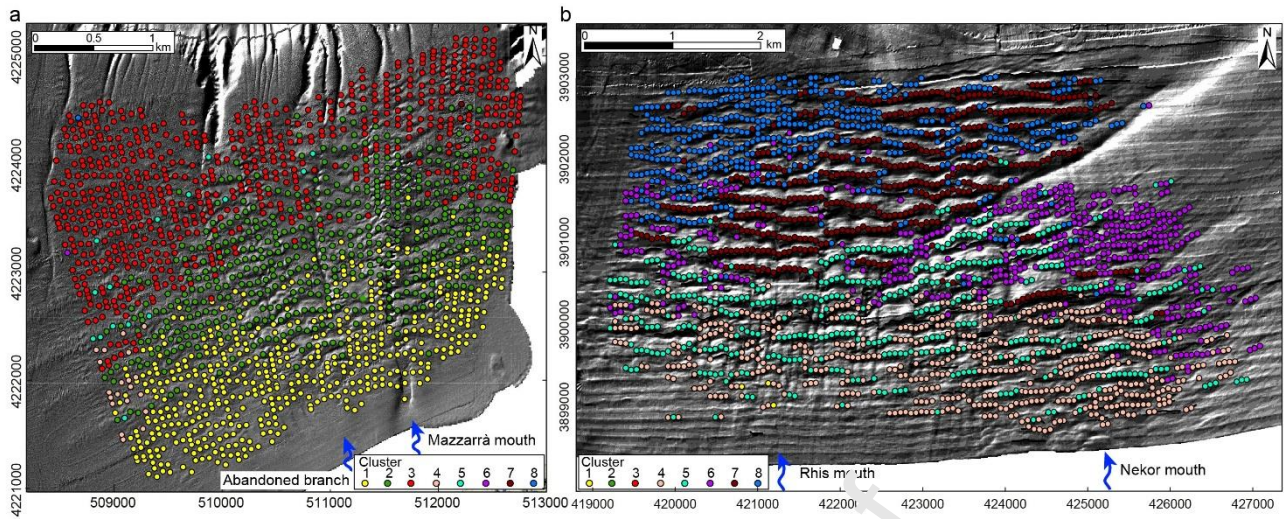 a
b
0 0.5 1
km
N
0 1 2
km
N
4225000
4224000
4223000
4222000
4221000
3903000
3902000
3901000
3900000
3899000
Mazzarrà mouth
Abandoned branch
Cluster
1 2 3 4 5 6 7 8
Cluster
1 2 3 4 5 6 7 8
Rhis mouth
Nekor mouth
509000 510000 511000 512000 513000
419000 420000 421000 422000 423000 424000 425000 426000 427000
f